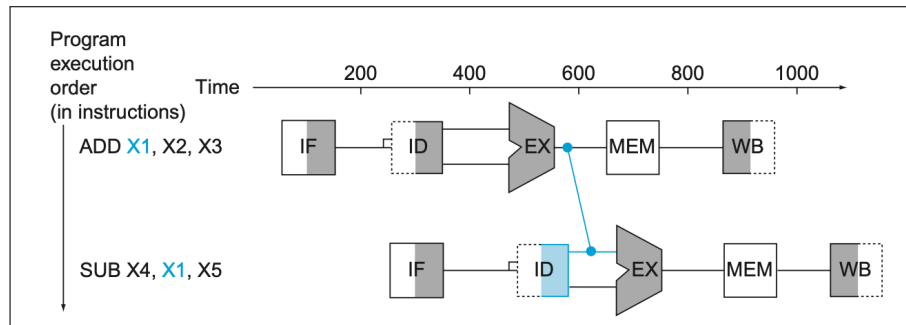 Program
execution
order
(in instructions)
Time
200 400 600 800 1000
ADD X1, X2, X3
IF ID EX MEM WB
SUB X4, X1, X5
IF ID EX MEM WB